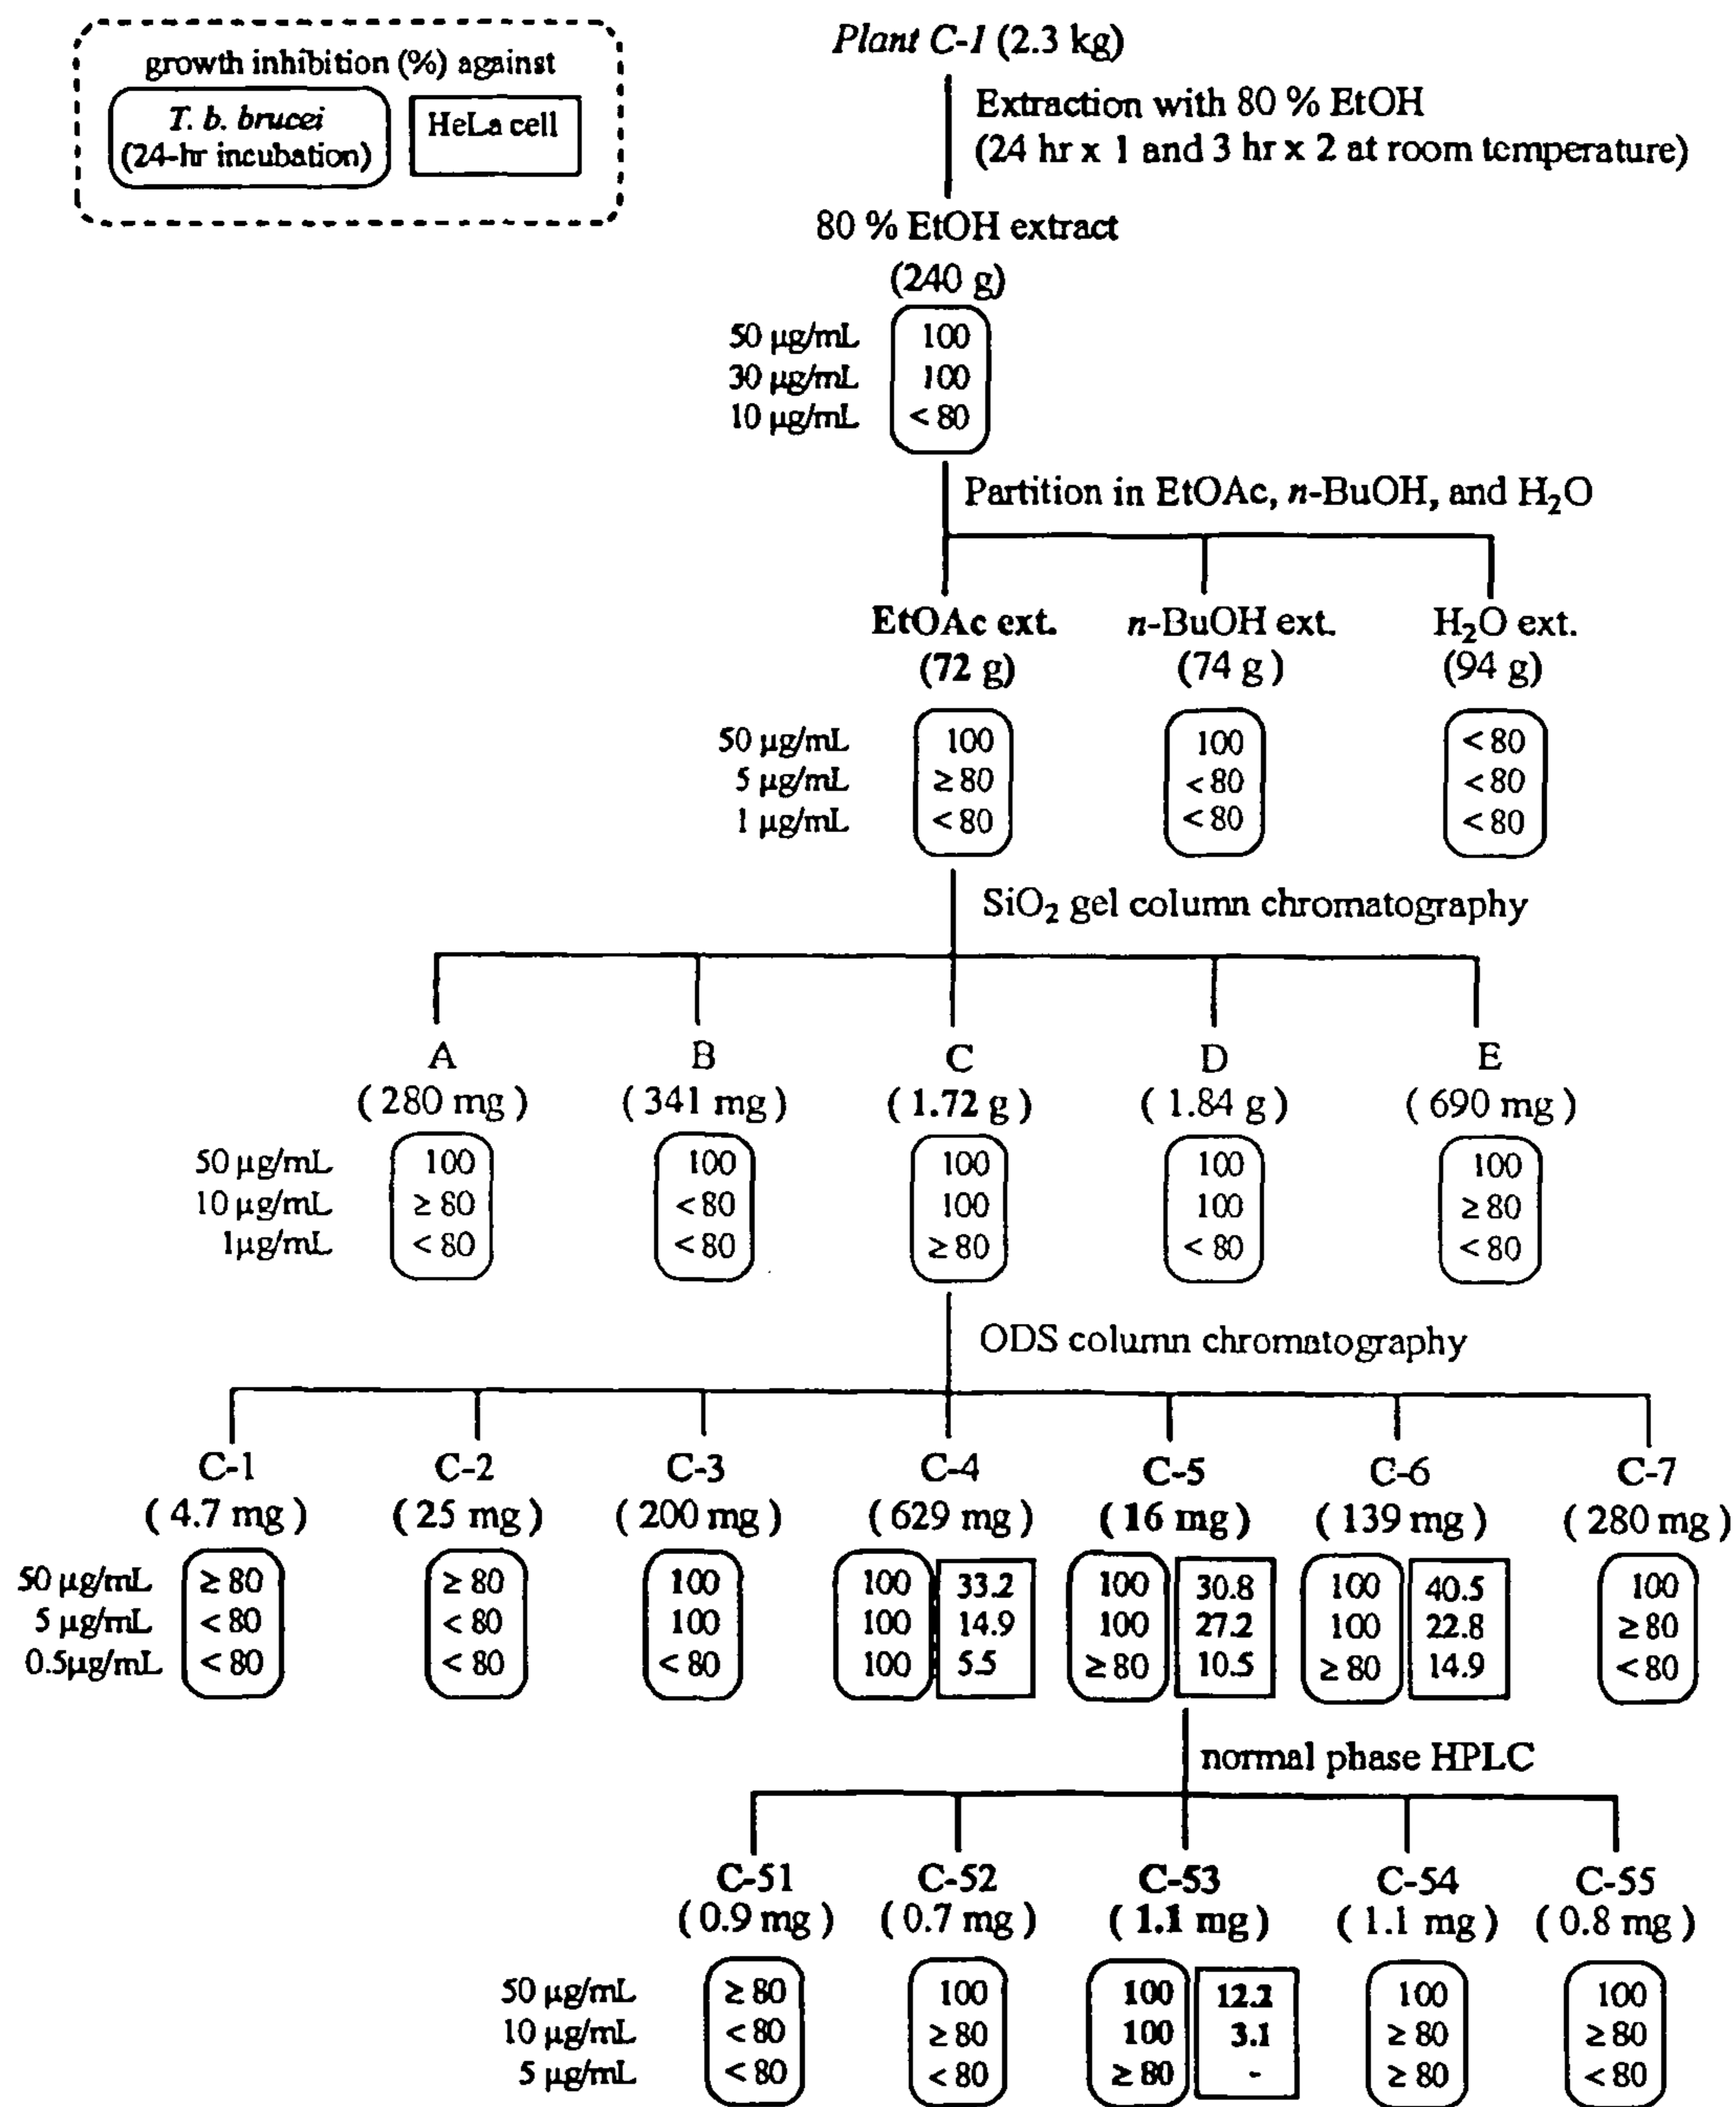 growth inhibition (%) against
T. b. brucei
(24-hr incubation)
HeLa cell
Plant C-1 (2.3 kg)
Extraction with 80 % EtOH
(24 hr x 1 and 3 hr x 2 at room temperature)
80 % EtOH extract
(240 g)
50 µg/mL 100
30 µg/mL 100
10 µg/mL < 80
Partition in EtOAc, n-BuOH, and H₂O
EtOAc ext. n-BuOH ext. H₂O ext.
(72 g) (74 g) (94 g)
50 µg/mL 100 100 < 80
5 µg/mL ≥ 80 < 80 < 80
1 µg/mL < 80 < 80 < 80
SiO₂ gel column chromatography
A B C D E
( 280 mg ) ( 341 mg ) ( 1.72 g ) ( 1.84 g ) ( 690 mg )
50 µg/mL 100 100 100 100 100
10 µg/mL ≥ 80 < 80 100 100 ≥ 80
1µg/mL < 80 < 80 ≥ 80 < 80 < 80
ODS column chromatography
C-1 C-2 C-3 C-4 C-5 C-6 C-7
( 4.7 mg ) ( 25 mg ) ( 200 mg ) ( 629 mg ) ( 16 mg ) ( 139 mg ) ( 280 mg )
50 µg/mL ≥ 80 ≥ 80 100 100 33.2 100 30.8 100 40.5 100
5 µg/mL < 80 < 80 100 100 14.9 100 27.2 100 22.8 ≥ 80
0.5µg/mL < 80 < 80 < 80 100 5.5 ≥ 80 10.5 ≥ 80 14.9 < 80
normal phase HPLC
C-51 C-52 C-53 C-54 C-55
( 0.9 mg ) ( 0.7 mg ) ( 1.1 mg ) ( 1.1 mg ) ( 0.8 mg )
50 µg/mL ≥ 80 100 100 12.2 100 100
10 µg/mL < 80 ≥ 80 100 3.1 ≥ 80 ≥ 80
5 µg/mL < 80 < 80 ≥ 80 - ≥ 80 < 80